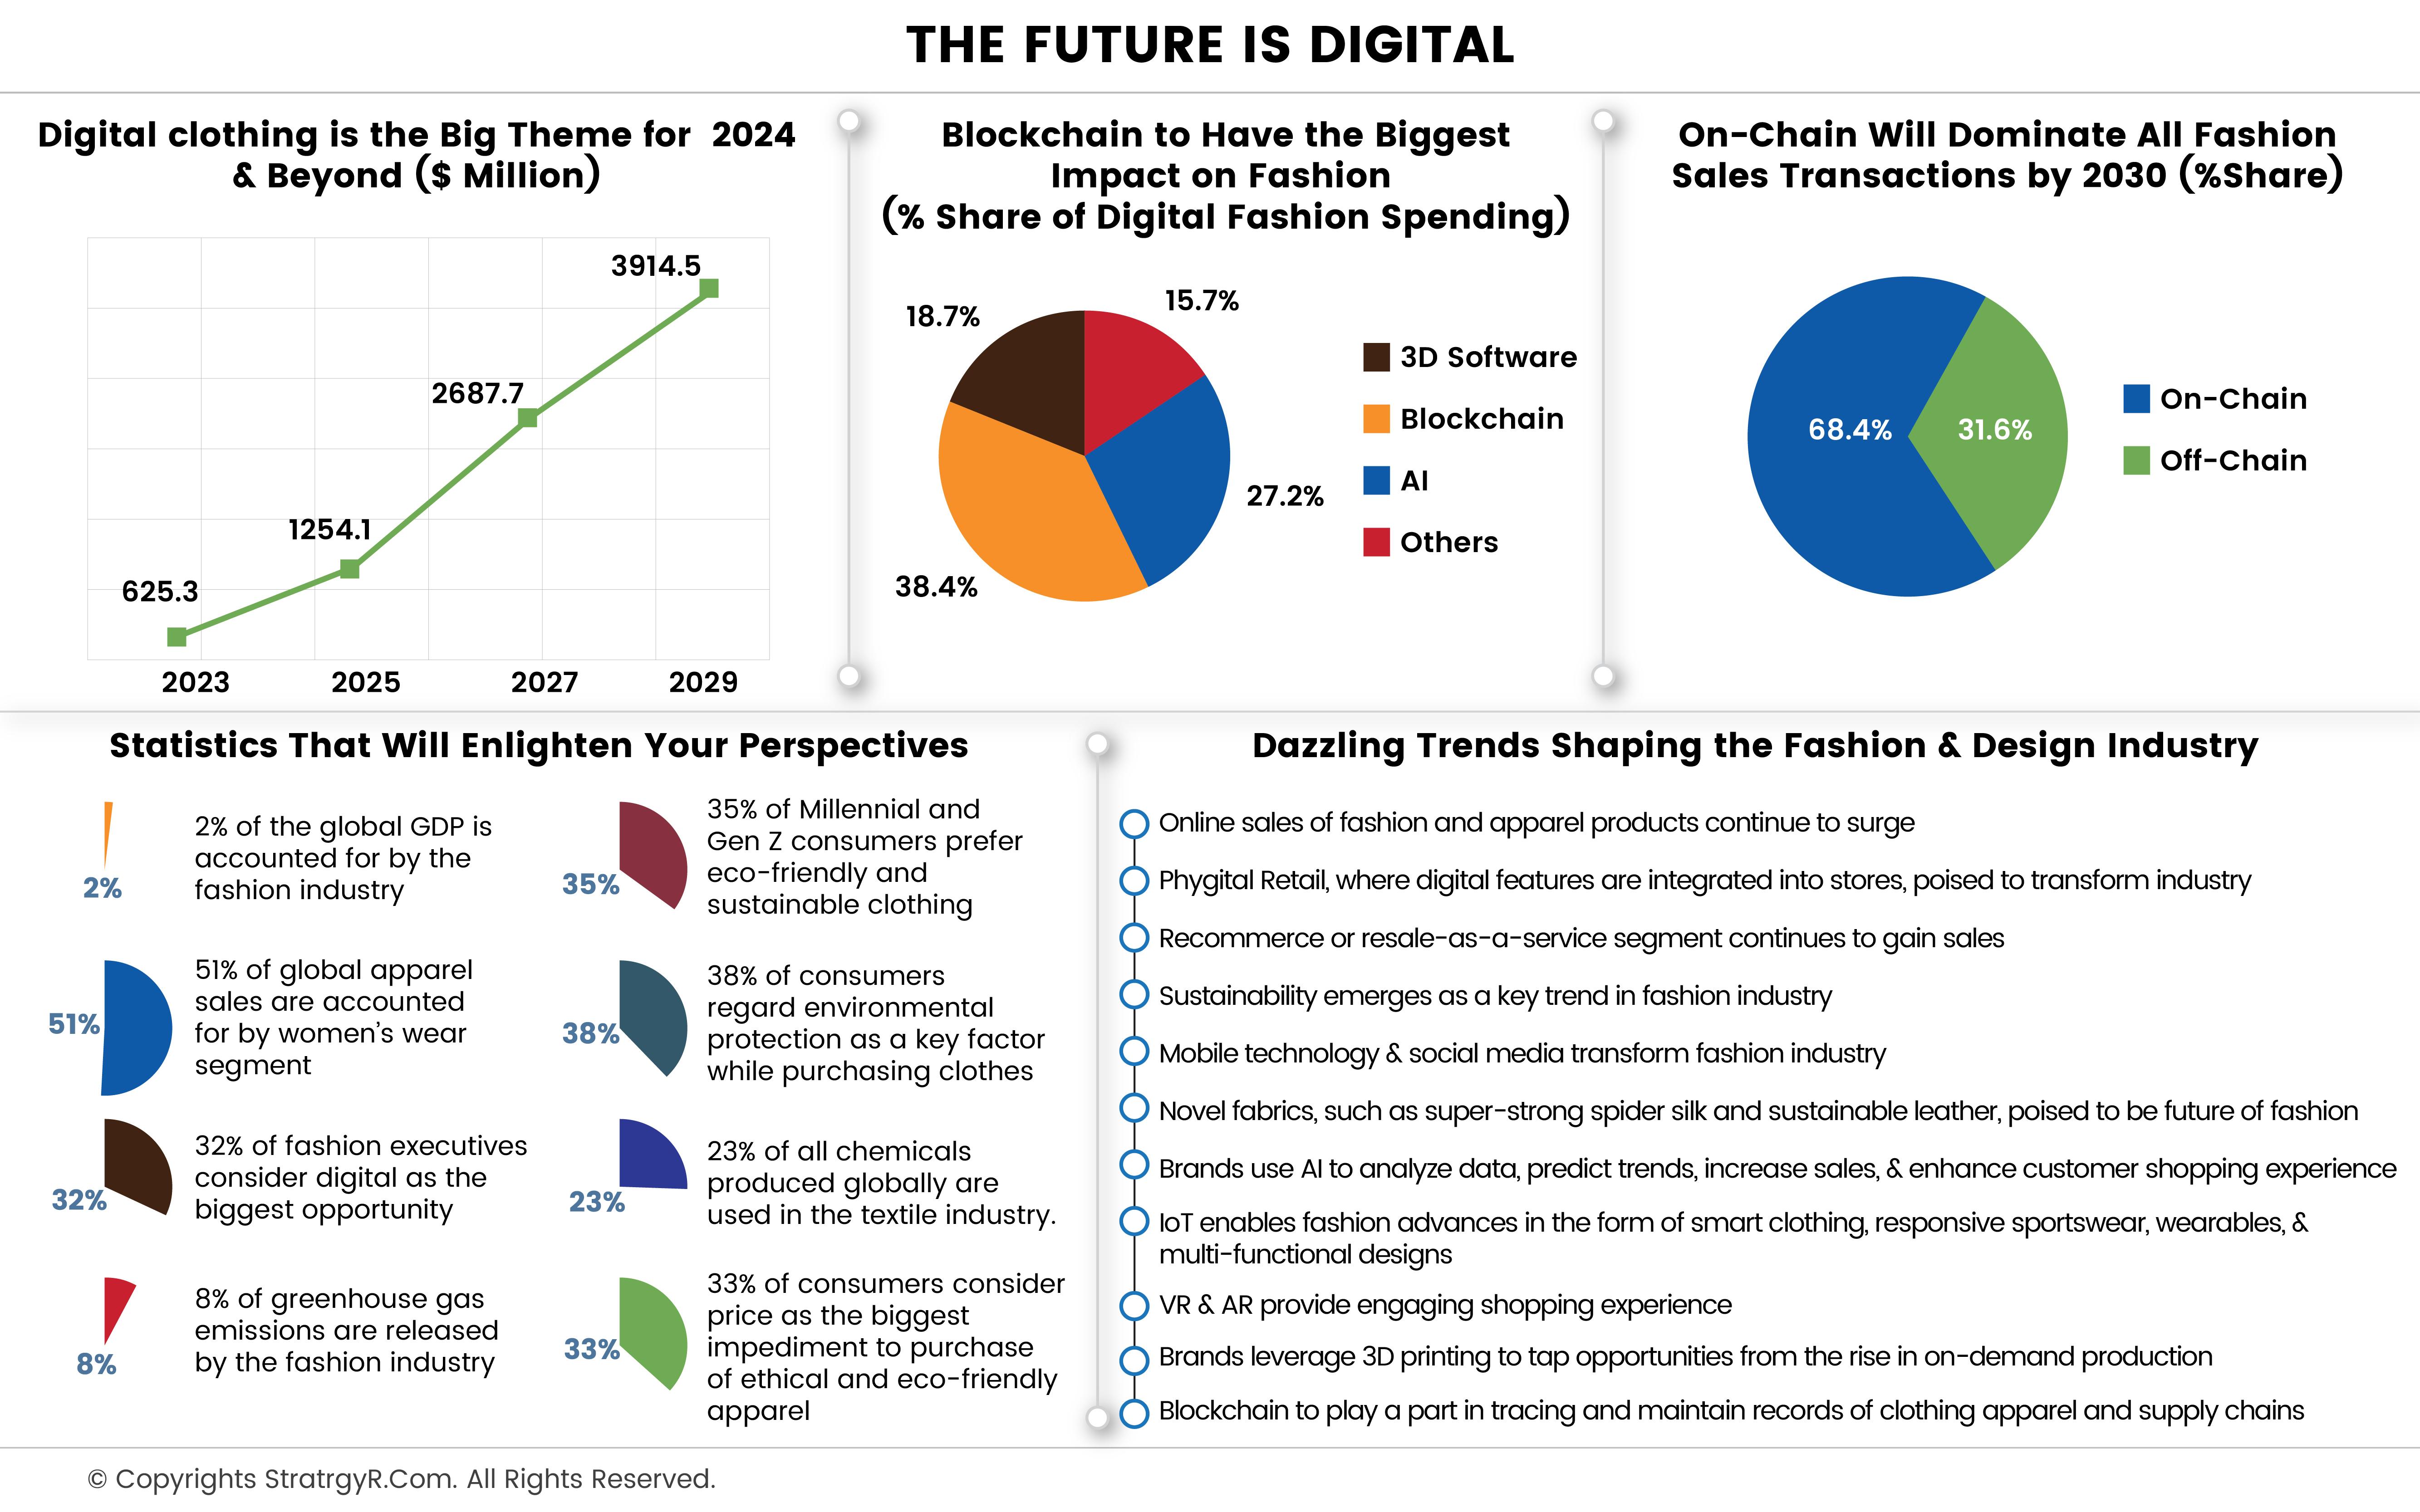 THE FUTURE IS DIGITAL
Digital clothing is the Big Theme for 2024
& Beyond ($ Million)
3914.5
2687.7
1254.1
625.3
2023 2025 2027 2029
Blockchain to Have the Biggest
Impact on Fashion
(% Share of Digital Fashion Spending)
18.7%
15.7%
27.2%
38.4%
3D Software
Blockchain
AI
Others
On-Chain Will Dominate All Fashion
Sales Transactions by 2030 (%Share)
68.4%
31.6%
On-Chain
Off-Chain
Statistics That Will Enlighten Your Perspectives
2%
2% of the global GDP is
accounted for by the
fashion industry
51%
51% of global apparel
sales are accounted
for by women's wear
segment
32%
32% of fashion executives
consider digital as the
biggest opportunity
8%
8% of greenhouse gas
emissions are released
by the fashion industry
35%
35% of Millennial and
Gen Z consumers prefer
eco-friendly and
sustainable clothing
38%
38% of consumers
regard environmental
protection as a key factor
while purchasing clothes
23%
23% of all chemicals
produced globally are
used in the textile industry.
33%
33% of consumers consider
price as the biggest
impediment to purchase
of ethical and eco-friendly
apparel
Dazzling Trends Shaping the Fashion & Design Industry
Online sales of fashion and apparel products continue to surge
Phygital Retail, where digital features are integrated into stores, poised to transform industry
Recommerce or resale-as-a-service segment continues to gain sales
Sustainability emerges as a key trend in fashion industry
Mobile technology & social media transform fashion industry
Novel fabrics, such as super-strong spider silk and sustainable leather, poised to be future of fashion
Brands use AI to analyze data, predict trends, increase sales, & enhance customer shopping experience
IoT enables fashion advances in the form of smart clothing, responsive sportswear, wearables, &
multi-functional designs
VR & AR provide engaging shopping experience
Brands leverage 3D printing to tap opportunities from the rise in on-demand production
Blockchain to play a part in tracing and maintain records of clothing apparel and supply chains
© Copyrights StratrgyR.Com. All Rights Reserved.